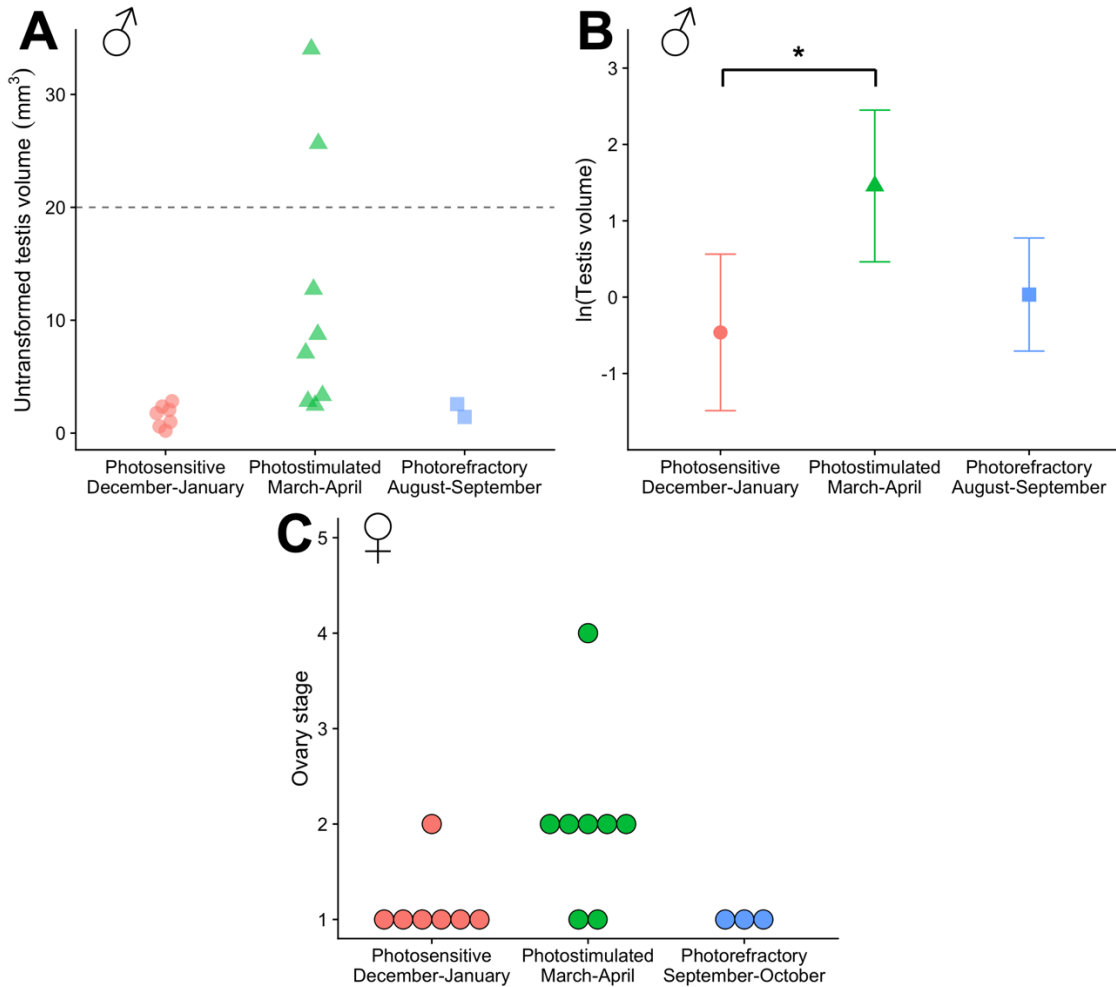 A
♂
Untransformed testis volume (mm³)
30
20
10
0
Photosensitive
December-January
Photostimulated
March-April
Photorefractory
August-September
B
♂
*
ln(Testis volume)
3
2
1
0
-1
Photosensitive
December-January
Photostimulated
March-April
Photorefractory
August-September
C
♀
Ovary stage
5
4
3
2
1
Photosensitive
December-January
Photostimulated
March-April
Photorefractory
September-October